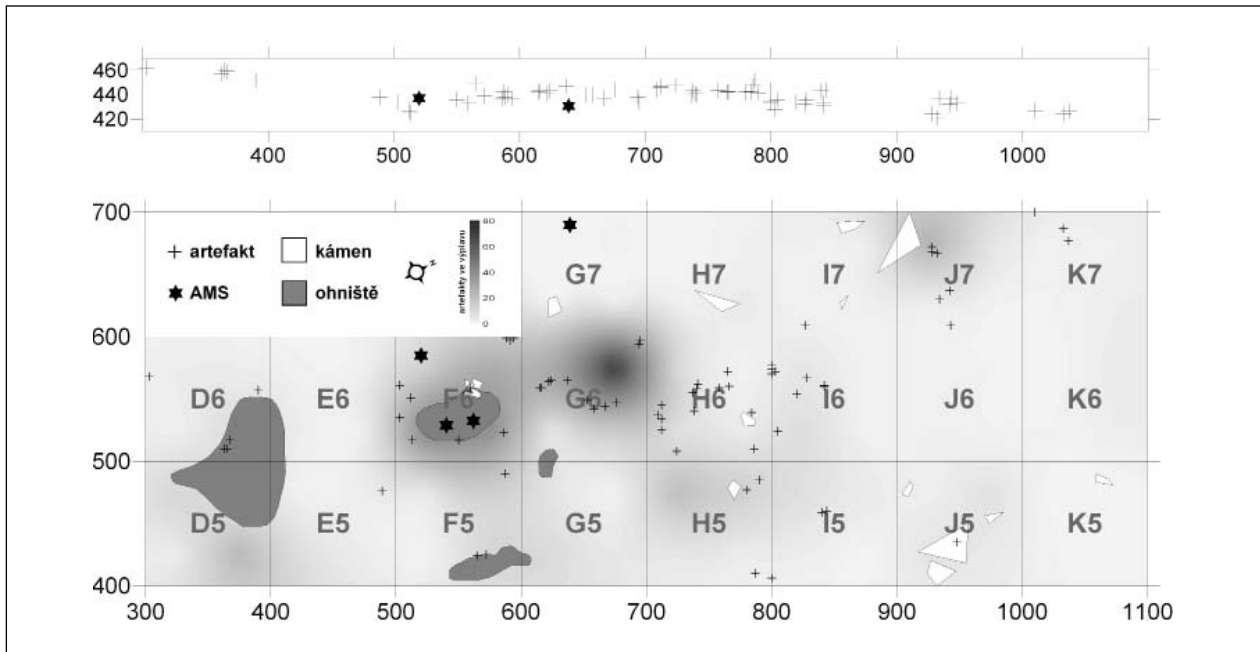 460
440
420
400 500 600 700 800 900 1000
700
600
500
400
artefakt
kámen
AMS
ohniště
N
artefakty ve výplavu
80
60
40
20
0
G7 H7 I7 J7 K7
D6 E6 F6 G6 H6 I6 J6 K6
D5 E5 F5 G5 H5 I5 J5 K5
300 400 500 600 700 800 900 1000 1100